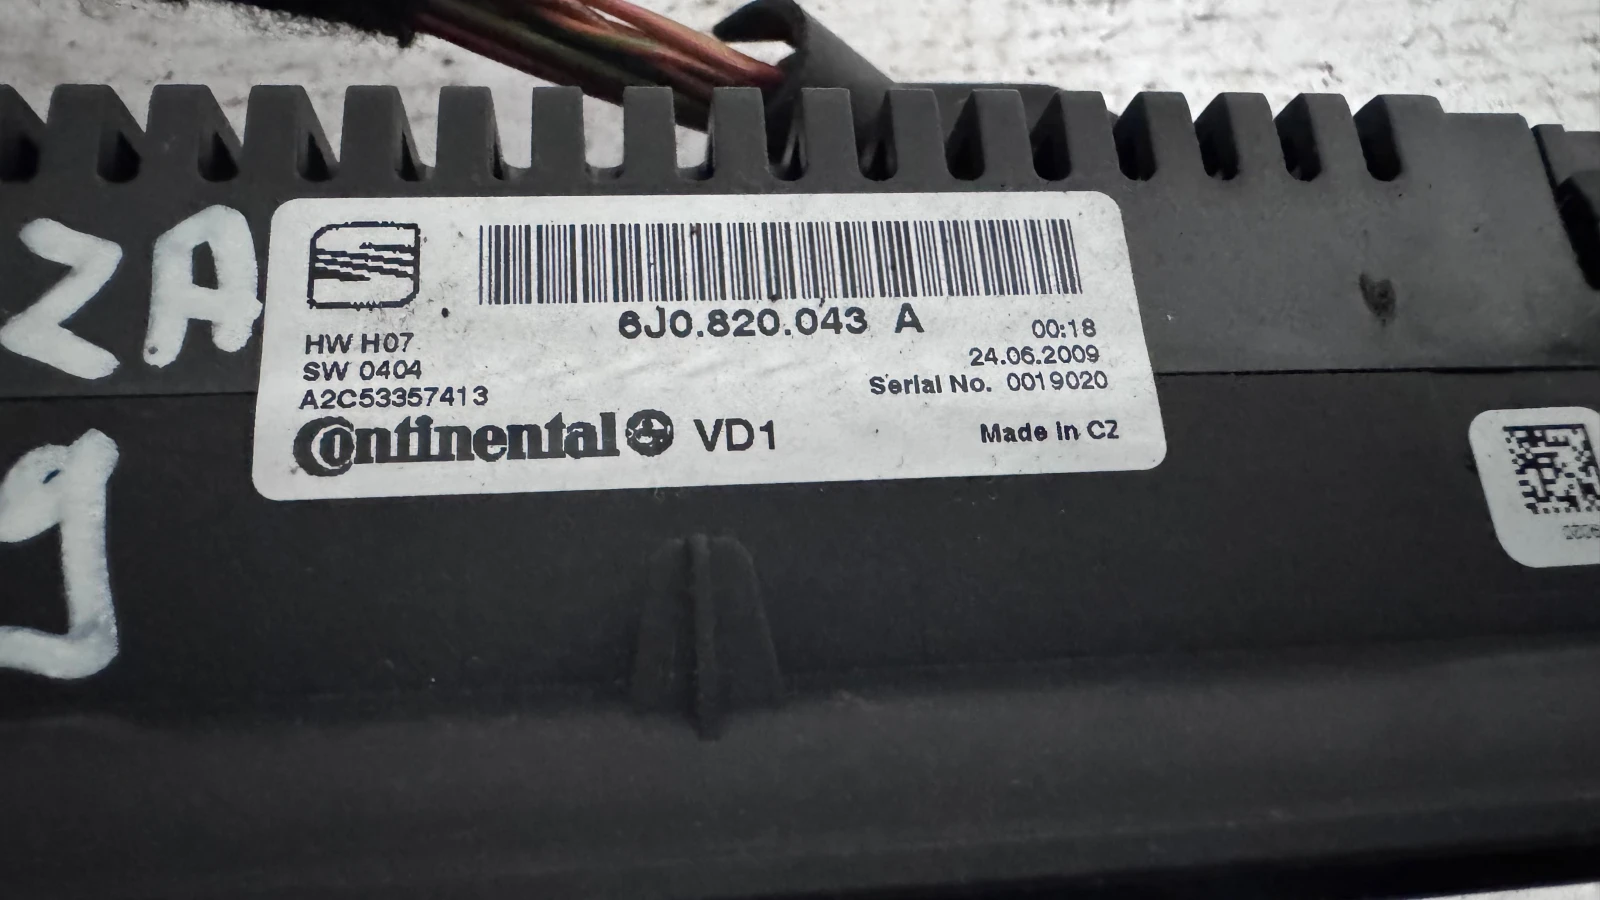 ZA
9
6J0.820.043 A
HW H07
SW 0404
A2C53357413
00:18
24.06.2009
Serial No. 0019020
Continental VD1
Made in CZ